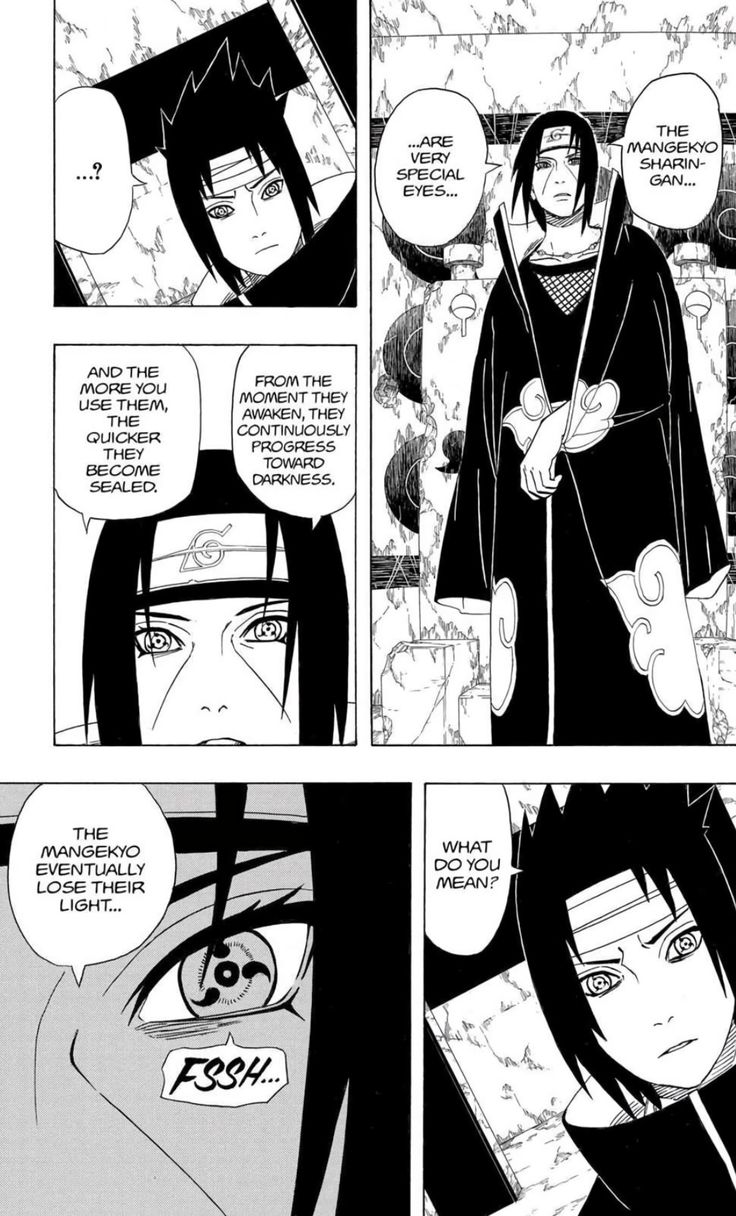 THE
MANGEKYO
SHARIN-
GAN...
...ARE
VERY
SPECIAL
EYES...
...?
FROM THE
MOMENT THEY
AWAKEN, THEY
CONTINUOUSLY
PROGRESS
TOWARD
DARKNESS.
AND THE
MORE YOU
USE THEM,
THE
QUICKER
THEY
BECOME
SEALED.
WHAT
DO YOU
MEAN?
THE
MANGEKYO
EVENTUALLY
LOSE THEIR
LIGHT...
FSSH...